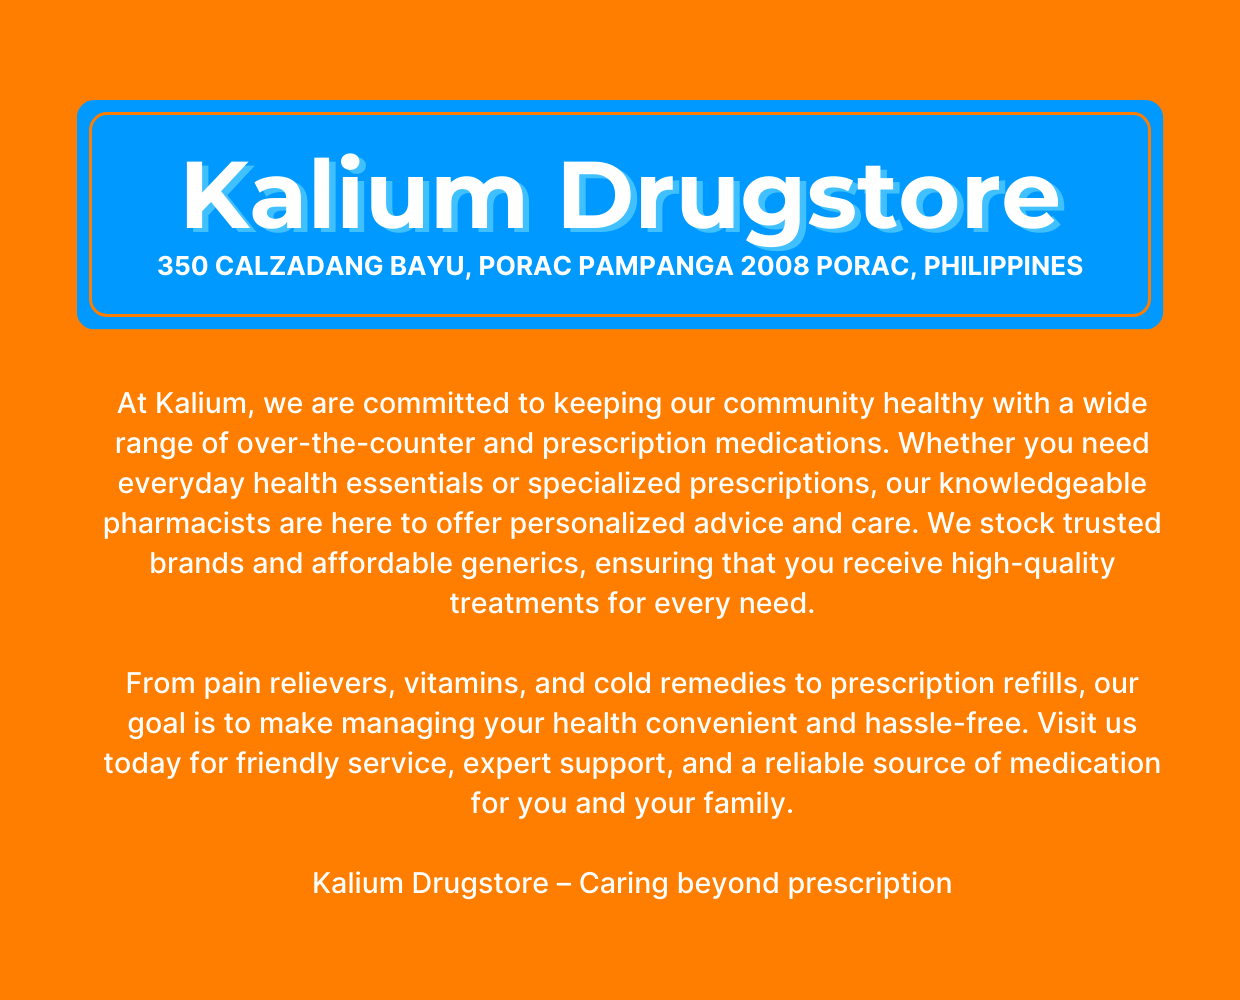 Kalium Drugstore
350 CALZADANG BAYU, PORAC PAMPANGA 2008 PORAC, PHILIPPINES
At Kalium, we are committed to keeping our community healthy with a wide
range of over-the-counter and prescription medications. Whether you need
everyday health essentials or specialized prescriptions, our knowledgeable
pharmacists are here to offer personalized advice and care. We stock trusted
brands and affordable generics, ensuring that you receive high-quality
treatments for every need.
From pain relievers, vitamins, and cold remedies to prescription refills, our
goal is to make managing your health convenient and hassle-free. Visit us
today for friendly service, expert support, and a reliable source of medication
for you and your family.
Kalium Drugstore – Caring beyond prescription